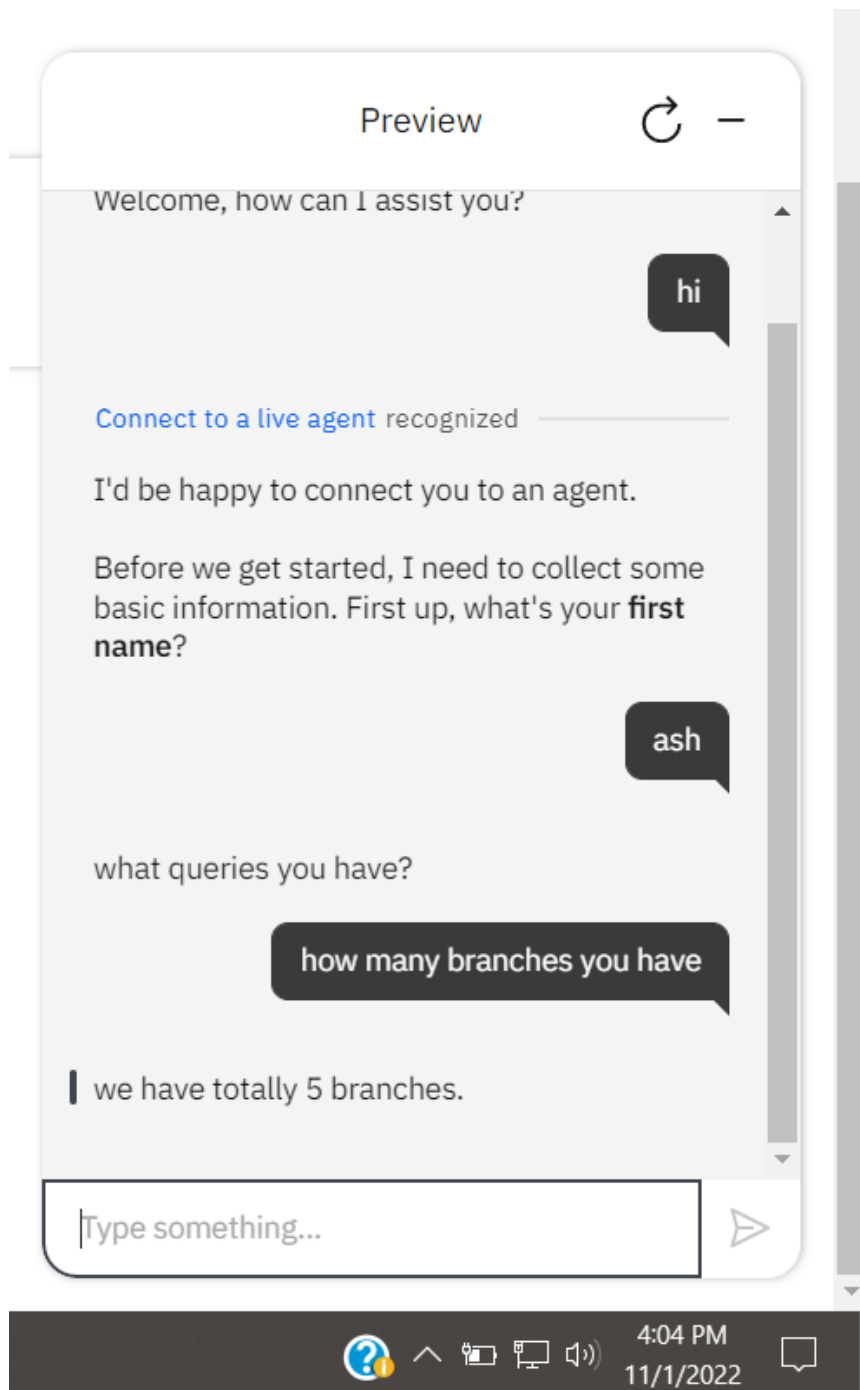 Preview
Welcome, how can I assist you?
hi
Connect to a live agent recognized
I'd be happy to connect you to an agent.
Before we get started, I need to collect some
basic information. First up, what's your first
name?
ash
what queries you have?
how many branches you have
we have totally 5 branches.
Type something...
4:04 PM
11/1/2022